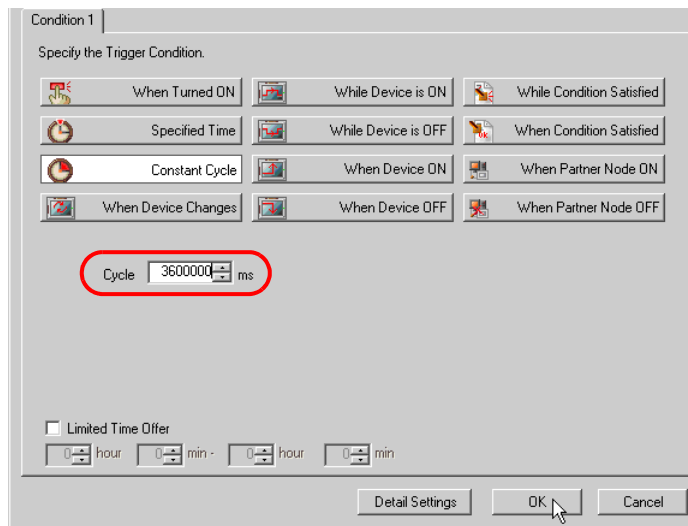 Condition 1
Specify the Trigger Condition.
When Turned ON While Device is ON While Condition Satisfied
Specified Time While Device is OFF When Condition Satisfied
Constant Cycle When Device ON When Partner Node ON
When Device Changes When Device OFF When Partner Node OFF
Cycle 3600000 ms
Limited Time Offer
0 hour 0 min - 0 hour 0 min
Detail Settings OK Cancel